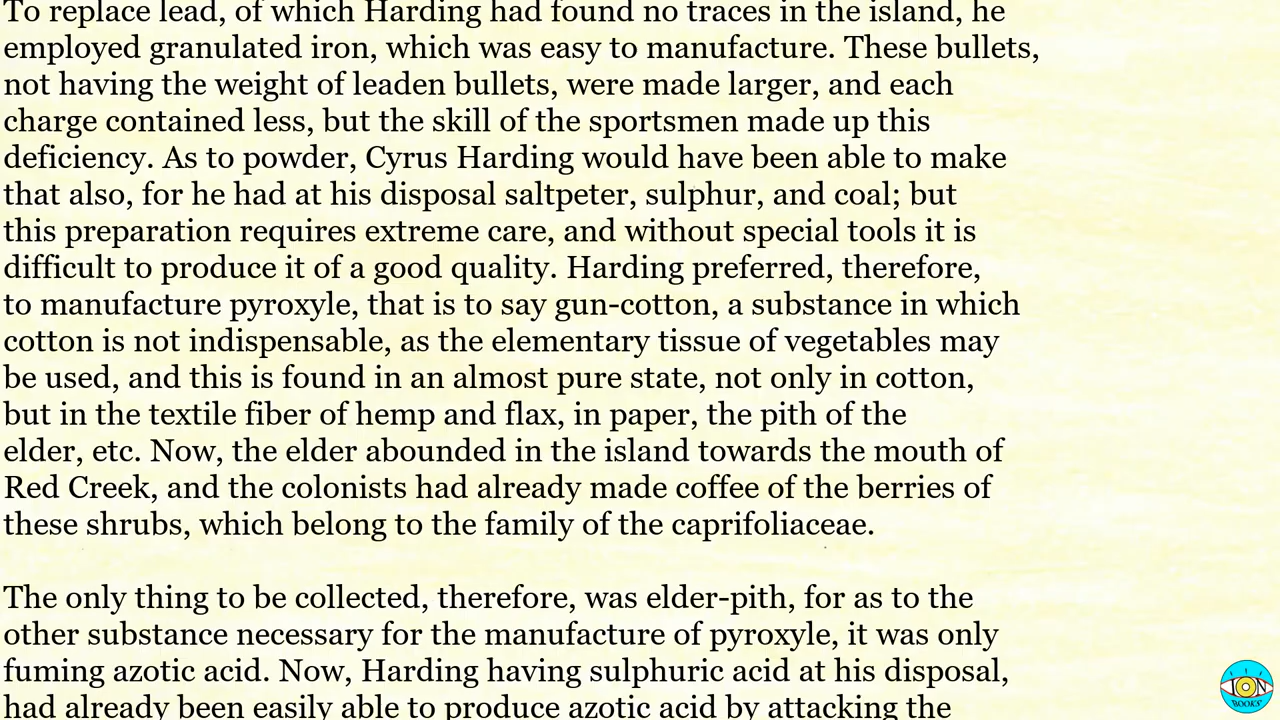 To replace lead, of which Harding had found no traces in the island, he
employed granulated iron, which was easy to manufacture. These bullets,
not having the weight of leaden bullets, were made larger, and each
charge contained less, but the skill of the sportsmen made up this
deficiency. As to powder, Cyrus Harding would have been able to make
that also, for he had at his disposal saltpeter, sulphur, and coal; but
this preparation requires extreme care, and without special tools it is
difficult to produce it of a good quality. Harding preferred, therefore,
to manufacture pyroxyle, that is to say gun-cotton, a substance in which
cotton is not indispensable, as the elementary tissue of vegetables may
be used, and this is found in an almost pure state, not only in cotton,
but in the textile fiber of hemp and flax, in paper, the pith of the
elder, etc. Now, the elder abounded in the island towards the mouth of
Red Creek, and the colonists had already made coffee of the berries of
these shrubs, which belong to the family of the caprifoliaceae.
The only thing to be collected, therefore, was elder-pith, for as to the
other substance necessary for the manufacture of pyroxyle, it was only
fuming azotic acid. Now, Harding having sulphuric acid at his disposal,
had already been easily able to produce azotic acid by attacking the
ION
BOOKS